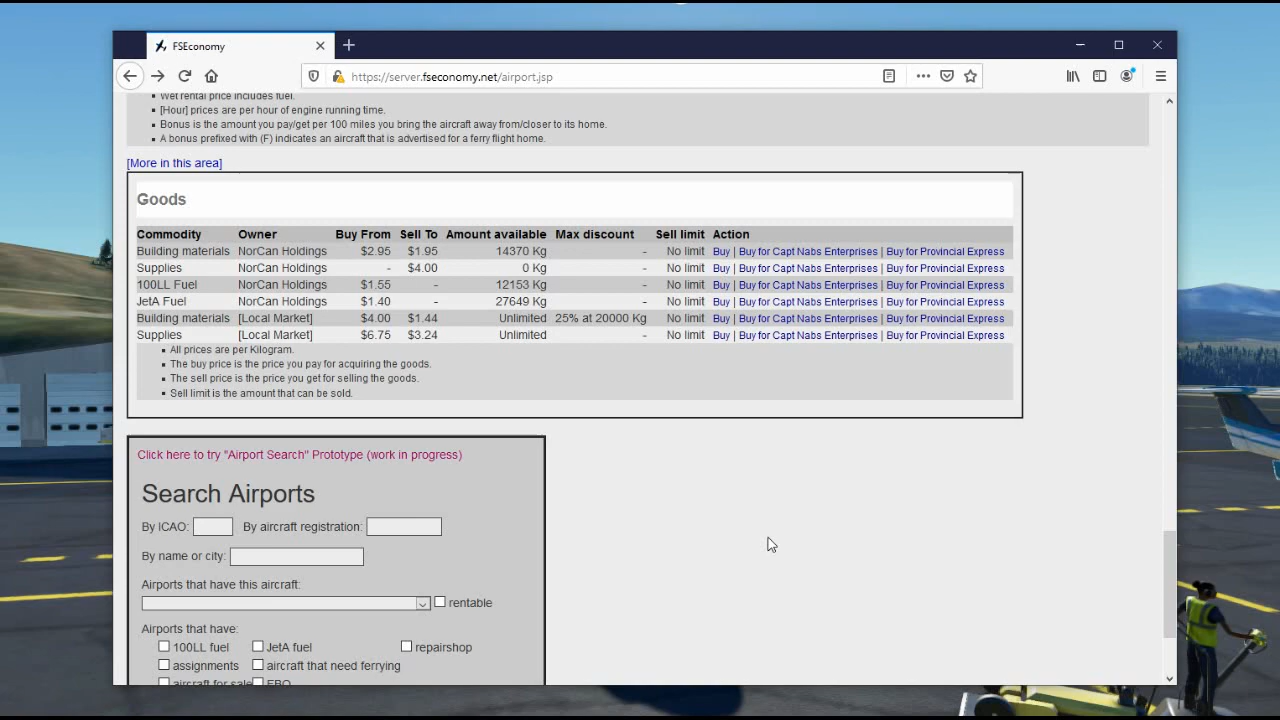 FSEconomy
https://server.fseconomy.net/airport.jsp
Wet rental price includes fuel.
[Hour] prices are per hour of engine running time.
Bonus is the amount you pay/get per 100 miles you bring the aircraft away from/closer to its home.
A bonus prefixed with (F) indicates an aircraft that is advertised for a ferry flight home.
[More in this area]
Goods
Commodity Owner Buy From Sell To Amount available Max discount Sell limit Action
Building materials NorCan Holdings $2.95 $1.95 14370 Kg - No limit Buy | Buy for Capt Nabs Enterprises | Buy for Provincial Express
Supplies NorCan Holdings - $4.00 0 Kg - No limit Buy | Buy for Capt Nabs Enterprises | Buy for Provincial Express
100LL Fuel NorCan Holdings $1.55 - 12153 Kg - No limit Buy | Buy for Capt Nabs Enterprises | Buy for Provincial Express
JetA Fuel NorCan Holdings $1.40 - 27649 Kg - No limit Buy | Buy for Capt Nabs Enterprises | Buy for Provincial Express
Building materials [Local Market] $4.00 $1.44 Unlimited 25% at 20000 Kg No limit Buy | Buy for Capt Nabs Enterprises | Buy for Provincial Express
Supplies [Local Market] $6.75 $3.24 Unlimited - No limit Buy | Buy for Capt Nabs Enterprises | Buy for Provincial Express
All prices are per Kilogram.
The buy price is the price you pay for acquiring the goods.
The sell price is the price you get for selling the goods.
Sell limit is the amount that can be sold.
Click here to try "Airport Search" Prototype (work in progress)
Search Airports
By ICAO: By aircraft registration:
By name or city:
Airports that have this aircraft:
rentable
Airports that have:
100LL fuel JetA fuel repairshop
assignments aircraft that need ferrying
aircraft for sale FBO